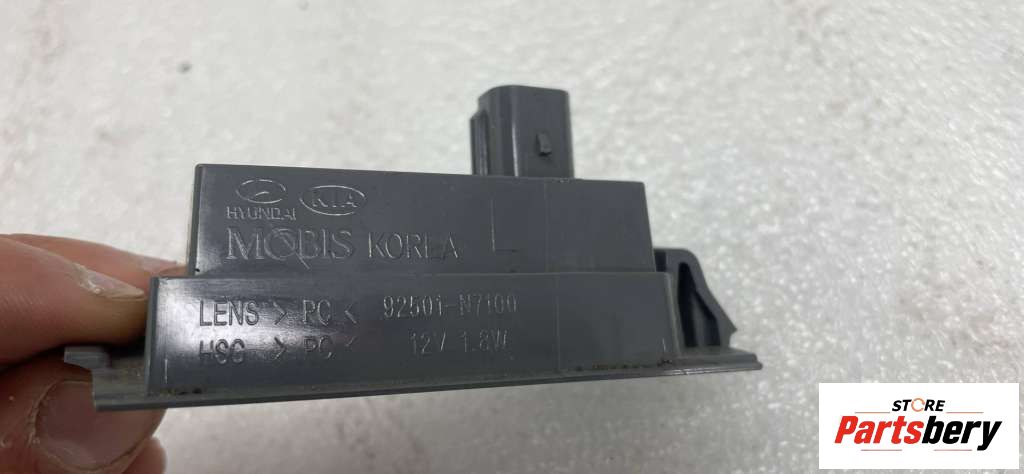 HYUNDAI KIA
MOBIS KOREA L
LENS > PC < 92501-N7100
HSG > PC < 12V 1.8W
STORE
Partsbery